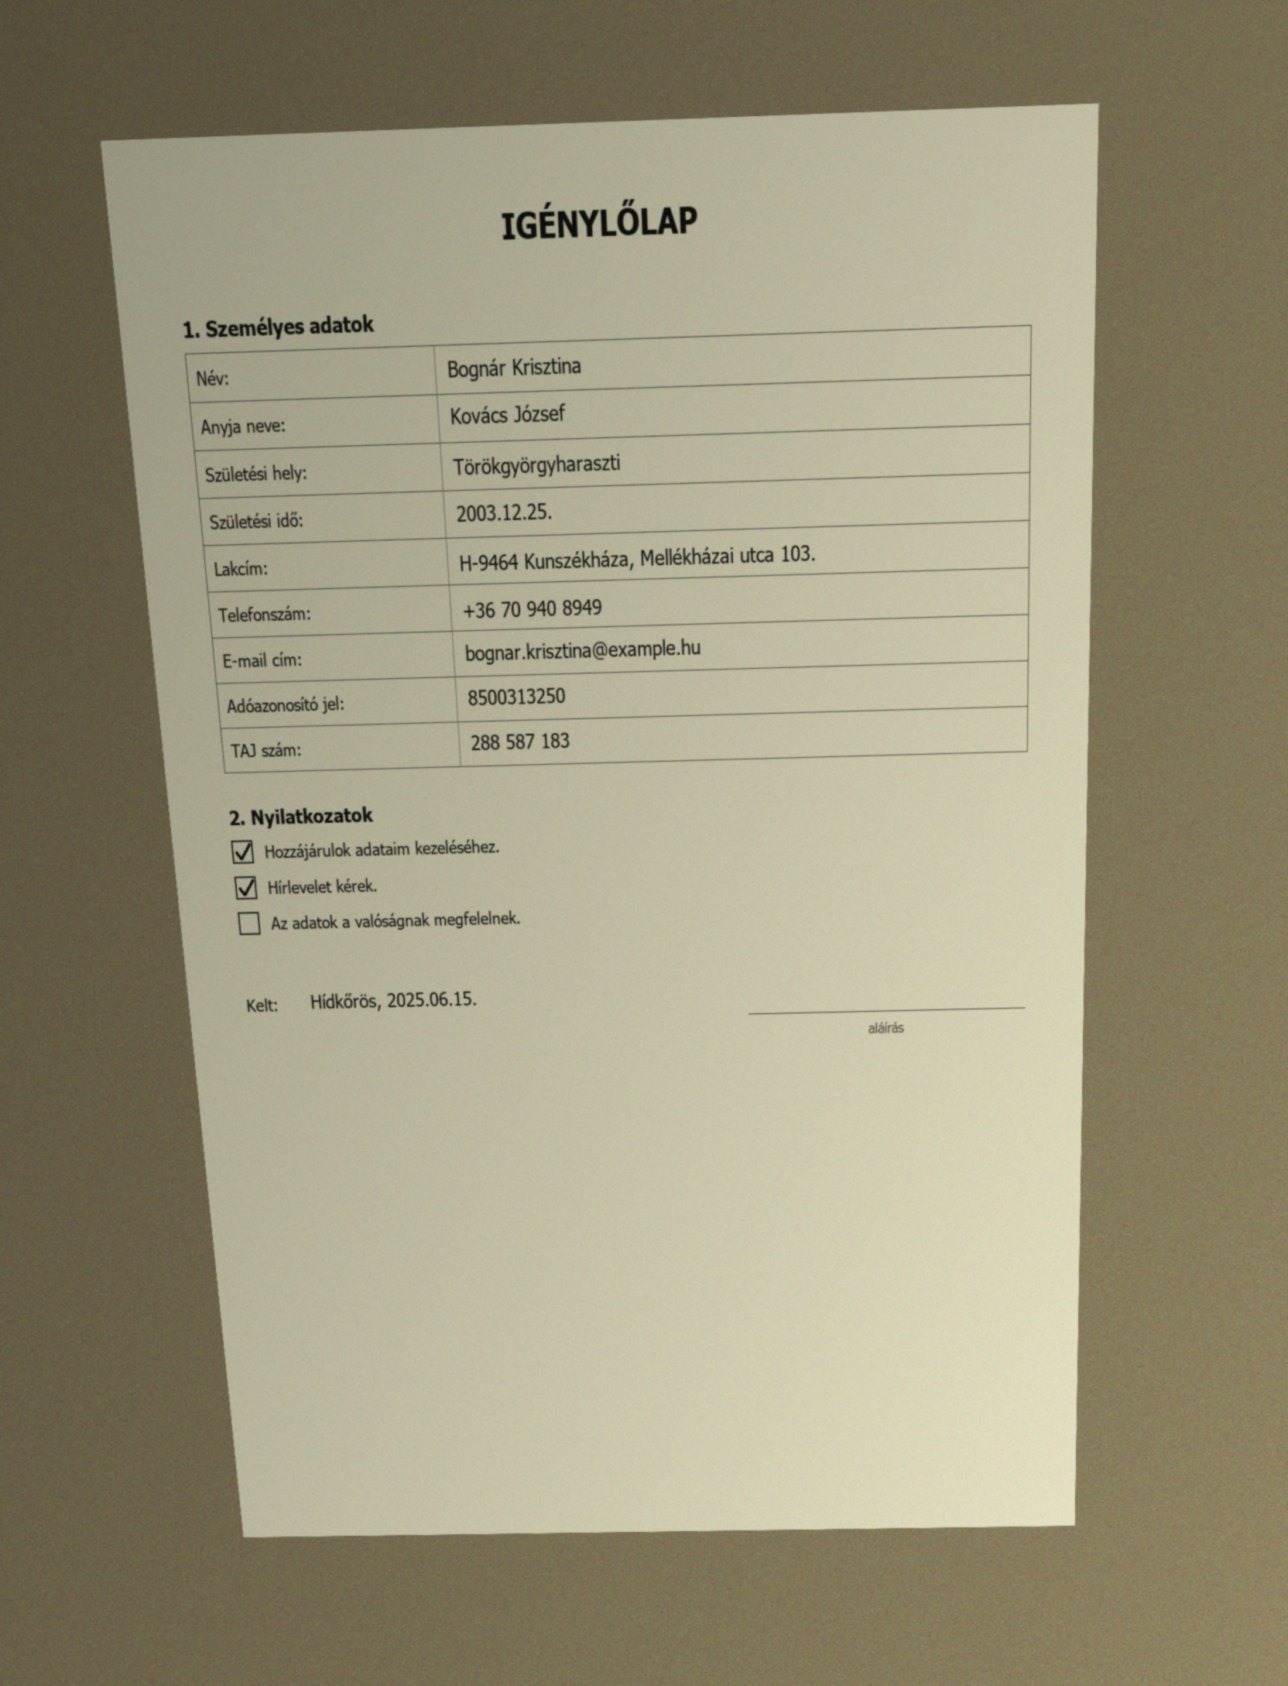 IGÉNYLŐLAP
1. Személyes adatok
Név: Bognár Krisztina
Anyja neve: Kovács József
Születési hely: Törökgyörgyharaszti
Születési idő: 2003.12.25.
Lakcím: H-9464 Kunszékháza, Mellékházai utca 103.
Telefonszám: +36 70 940 8949
E-mail cím: bognar.krisztina@example.hu
Adóazonosító jel: 8500313250
TAJ szám: 288 587 183
2. Nyilatkozatok
Hozzájárulok adataim kezeléséhez.
Hírlevelet kérek.
Az adatok a valóságnak megfelelnek.
Kelt: Hídkőrös, 2025.06.15.
aláírás